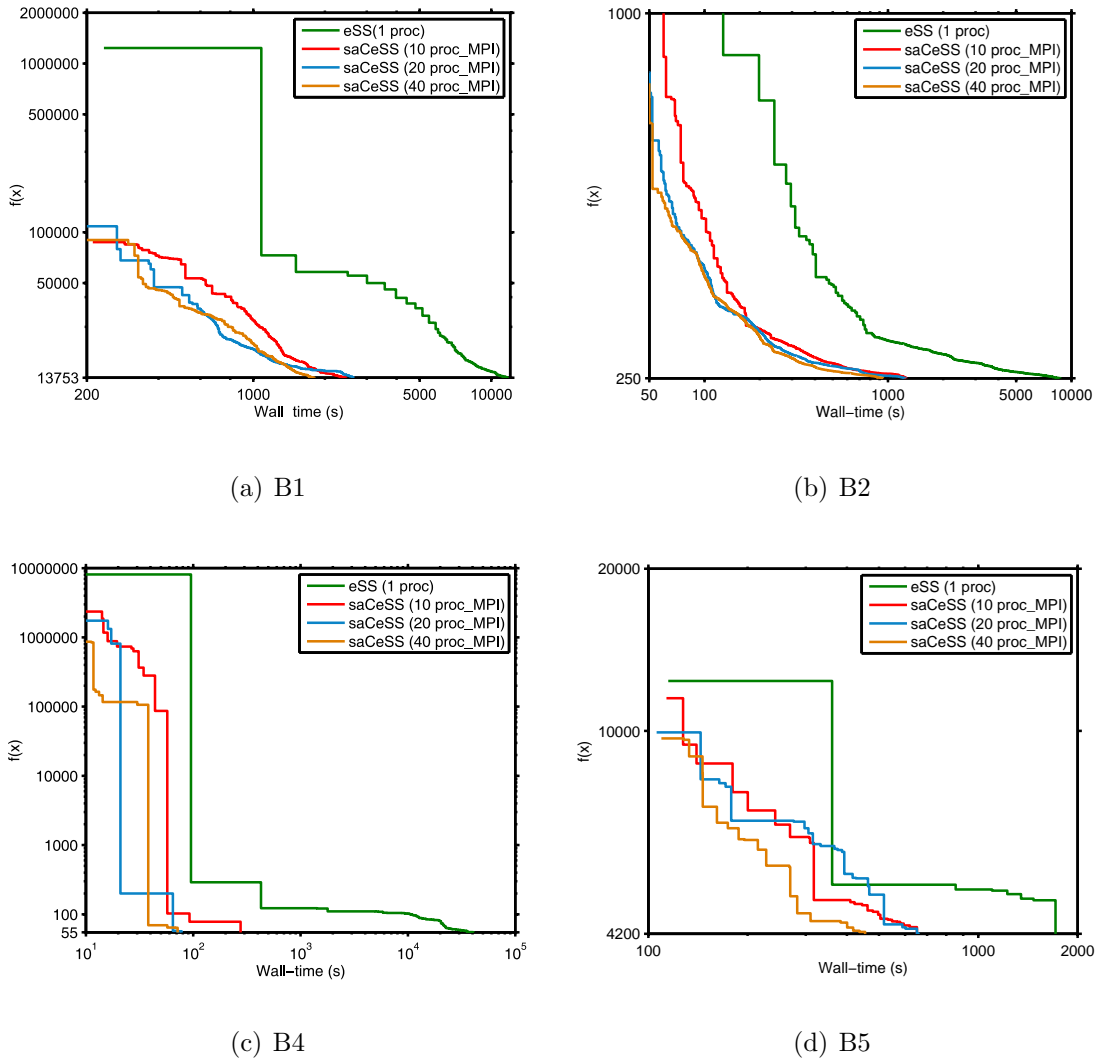 2000000
1000000
500000
100000
50000
13753
f(x)
200
1000
5000
10000
Wall time (s)
eSS(1 proc)
saCeSS (10 proc_MPI)
saCeSS (20 proc_MPI)
saCeSS (40 proc_MPI)
(a) B1
1000
250
f(x)
50
100
1000
5000
10000
Wall-time (s)
eSS (1 proc)
saCeSS (10 proc_MPI)
saCeSS (20 proc_MPI)
saCeSS (40 proc_MPI)
(b) B2
10000000
1000000
100000
10000
1000
100
55
f(x)
10^1
10^2
10^3
10^4
10^5
Wall-time (s)
eSS (1 proc)
saCeSS (10 proc_MPI)
saCeSS (20 proc_MPI)
saCeSS (40 proc_MPI)
(c) B4
20000
10000
4200
f(x)
100
1000
2000
Wall-time (s)
eSS (1 proc)
saCeSS (10 proc_MPI)
saCeSS (20 proc_MPI)
saCeSS (40 proc_MPI)
(d) B5